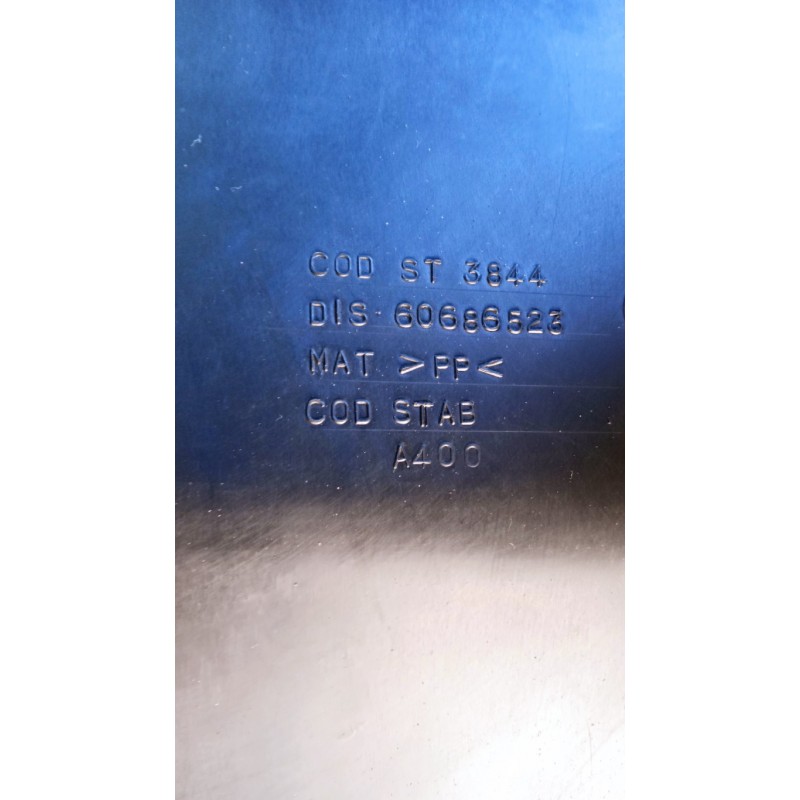 COD ST 3844
DIS 60686523
MAT >PP<
COD STAB
A400